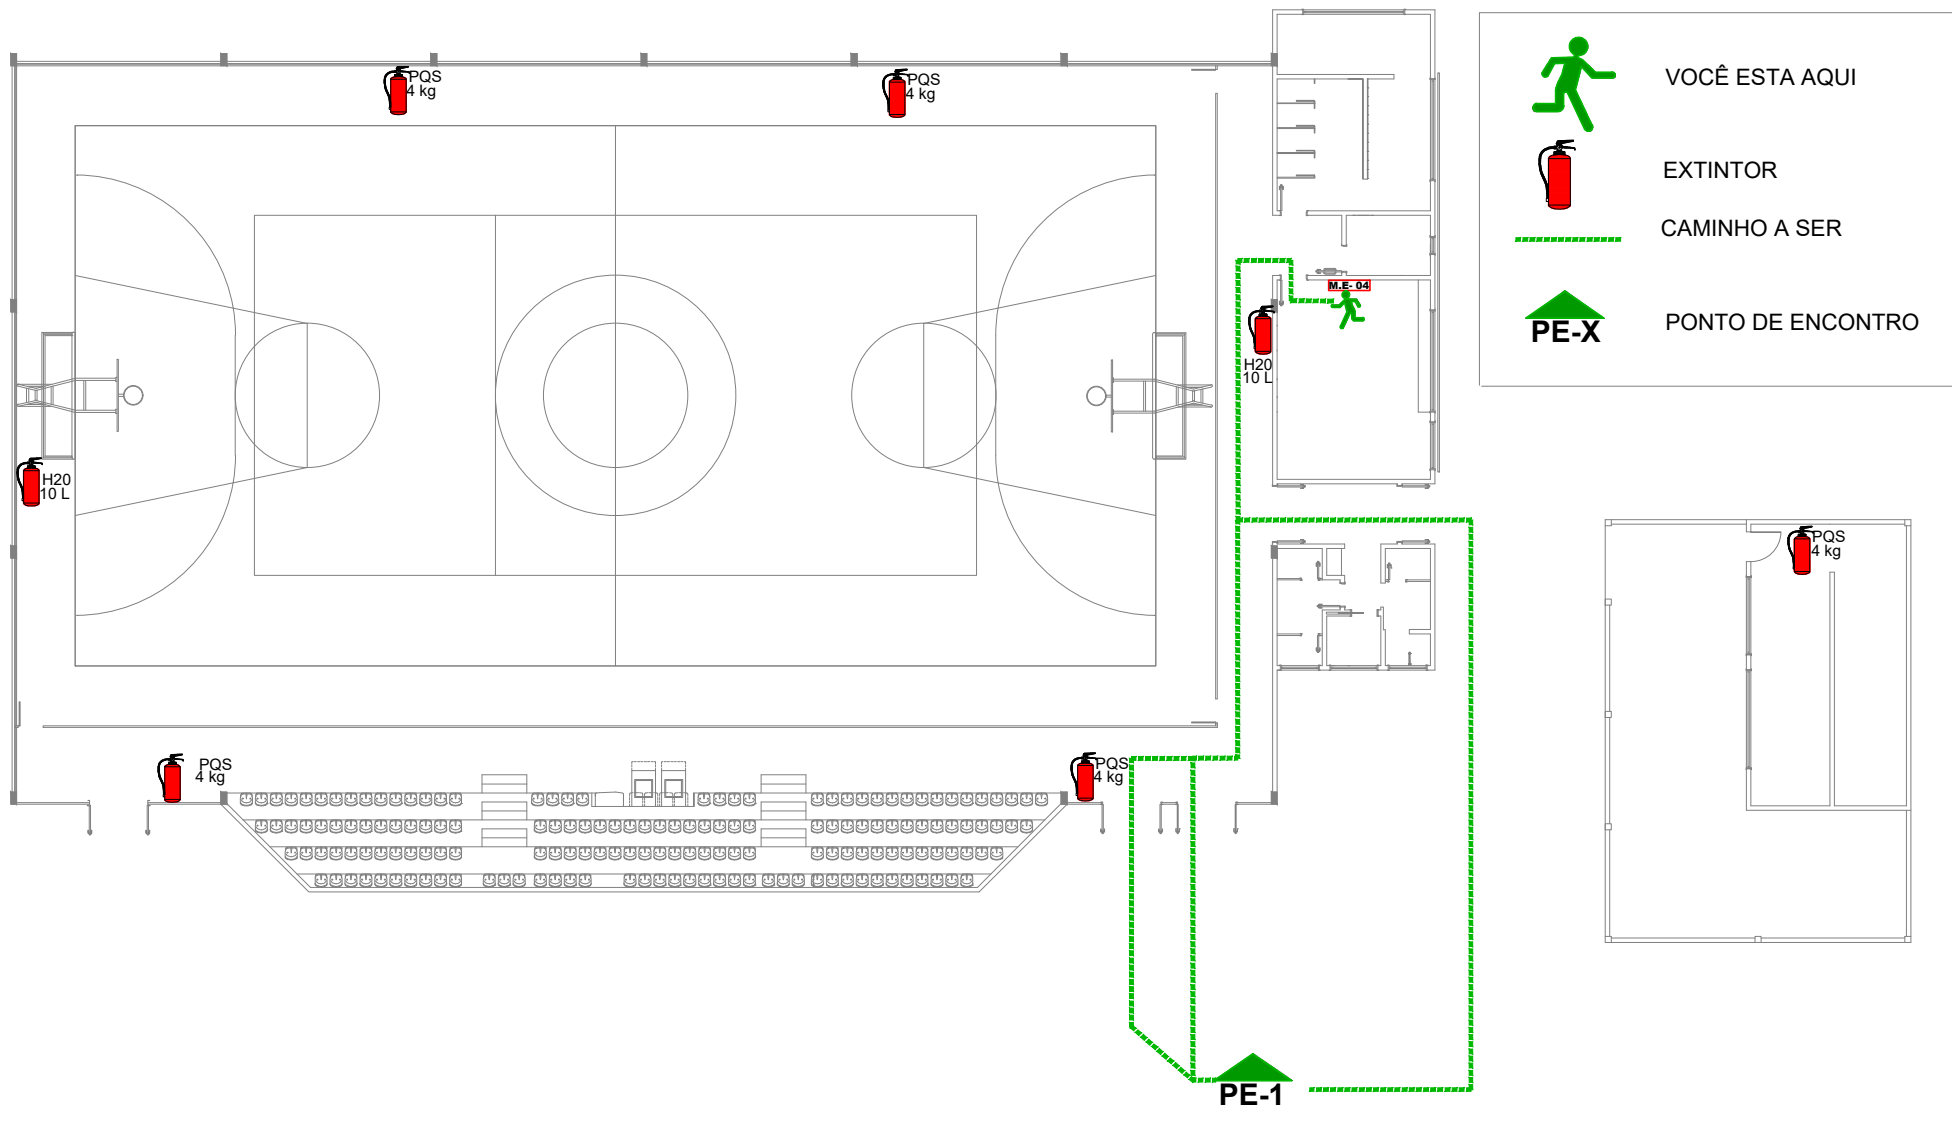 PQS
4 kg
PQS
4 kg
VOCÊ ESTA AQUI
EXTINTOR
CAMINHO A SER
PE-X
PONTO DE ENCONTRO
M.E- 04
H20
10 L
H20
10 L
PQS
4 kg
PQS
4 kg
PQS
4 kg
PE-1